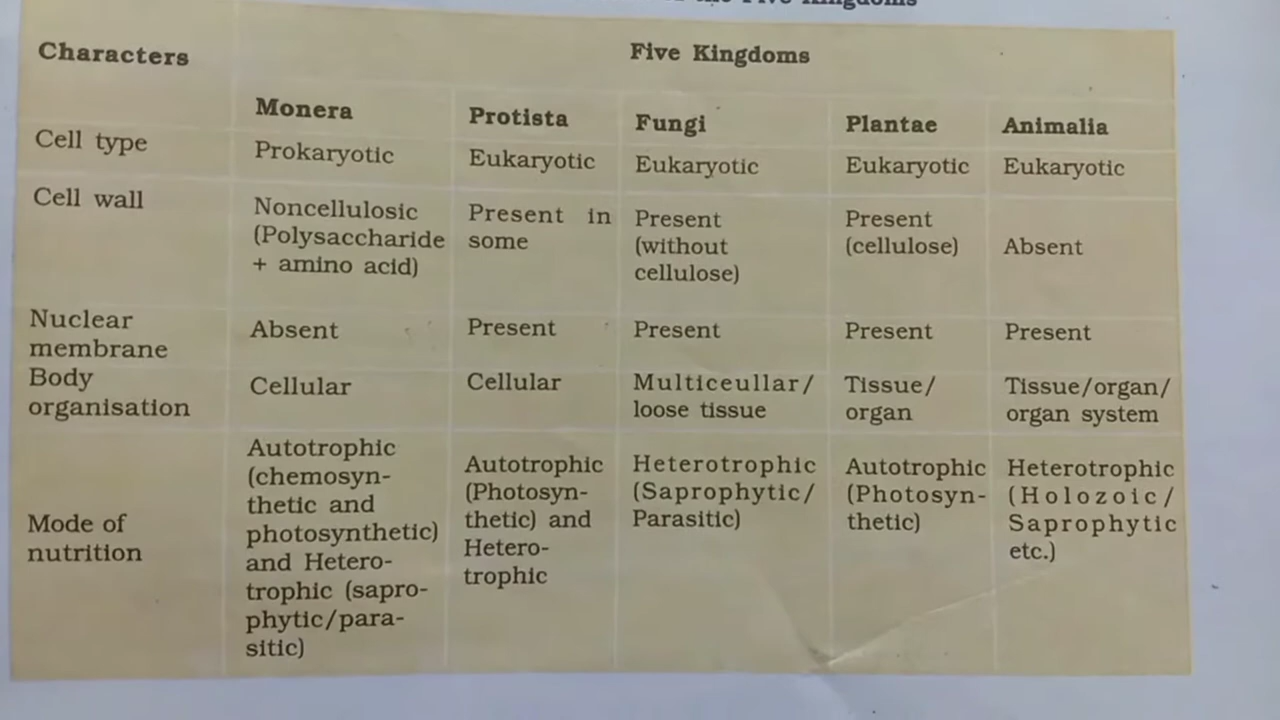 the Five Kingdoms
Characters
Five Kingdoms
Monera
Protista
Fungi
Plantae
Animalia
Cell type
Prokaryotic
Eukaryotic
Eukaryotic
Eukaryotic
Eukaryotic
Cell wall
Noncellulosic
(Polysaccharide
+ amino acid)
Present in
some
Present
(without
cellulose)
Present
(cellulose)
Absent
Nuclear
membrane
Absent
Present
Present
Present
Present
Body
organisation
Cellular
Cellular
Multiceullar/
loose tissue
Tissue/
organ
Tissue/organ/
organ system
Mode of
nutrition
Autotrophic
(chemosyn-
thetic and
photosynthetic)
and Hetero-
trophic (sapro-
phytic/para-
sitic)
Autotrophic
(Photosyn-
thetic) and
Hetero-
trophic
Heterotrophic
(Saprophytic/
Parasitic)
Autotrophic
(Photosyn-
thetic)
Heterotrophic
(Holozoic/
Saprophytic
etc.)